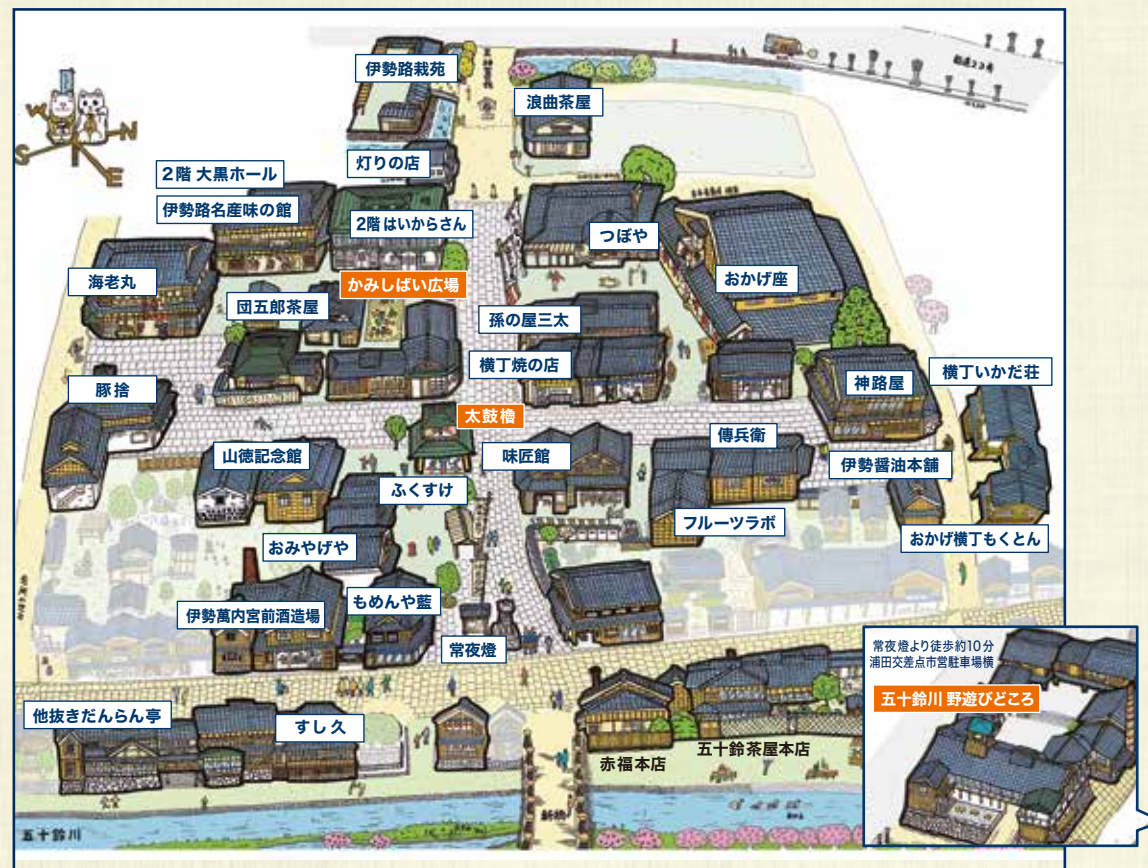 伊勢路栽苑
浪曲茶屋
灯りの店
W
N
S
E
2階 大黒ホール
伊勢路名産味の館
2階 はいからさん
つぼや
おかげ座
海老丸
かみしばい広場
団五郎茶屋
孫の屋三太
横丁焼の店
豚捨
太鼓櫓
神路屋
横丁いかだ荘
山徳記念館
味匠館
傳兵衛
伊勢醤油本舗
ふくすけ
フルーツラボ
おかげ横丁もくとん
おみやげや
伊勢萬内宮前酒造場
もめんや藍
常夜燈
常夜燈より徒歩約10分
浦田交差点市営駐車場横
五十鈴川 野遊びどころ
他抜きだんらん亭
すし久
赤福本店
五十鈴茶屋本店
新橋
五十鈴川